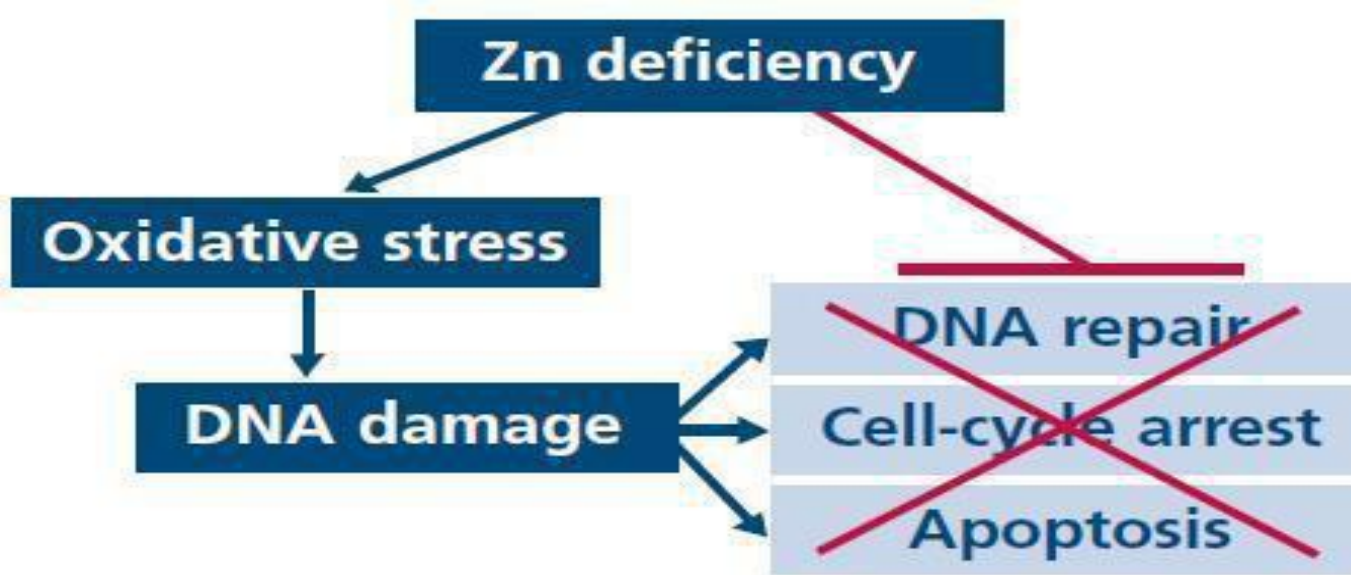 Zn deficiency
Oxidative stress
DNA damage
DNA repair
Cell-cycle arrest
Apoptosis